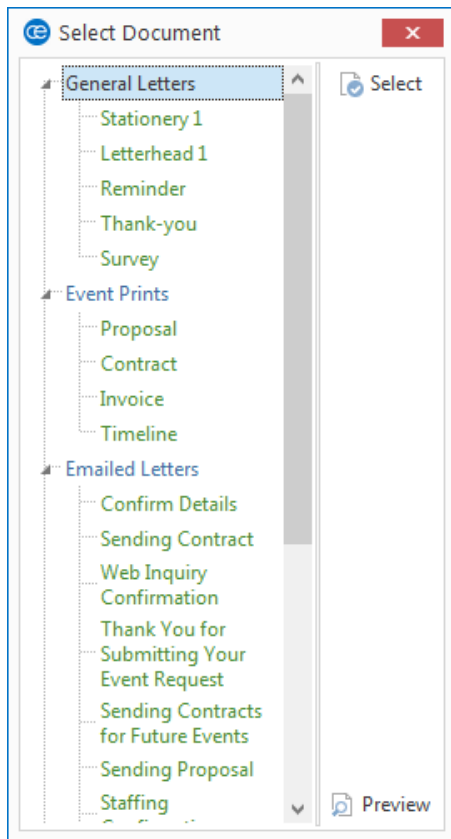 Select Document
General Letters
Select
Stationery 1
Letterhead 1
Reminder
Thank-you
Survey
Event Prints
Proposal
Contract
Invoice
Timeline
Emailed Letters
Confirm Details
Sending Contract
Web Inquiry
Confirmation
Thank You for
Submitting Your
Event Request
Sending Contracts
for Future Events
Sending Proposal
Staffing
Preview